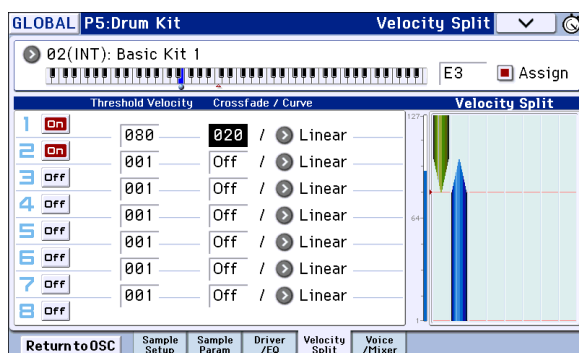 GLOBAL P5:Drum Kit Velocity Split
02(INT): Basic Kit 1
E3 Assign
Threshold Velocity Crossfade / Curve Velocity Split
1 On
080 020 / Linear
2 On
001 Off / Linear
3 Off
001 Off / Linear
4 Off
001 Off / Linear
5 Off
001 Off / Linear
6 Off
001 Off / Linear
7 Off
001 Off / Linear
8 Off
127
64
1
Return to OSC
Sample Setup
Sample Param
Driver /EQ
Velocity Split
Voice /Mixer